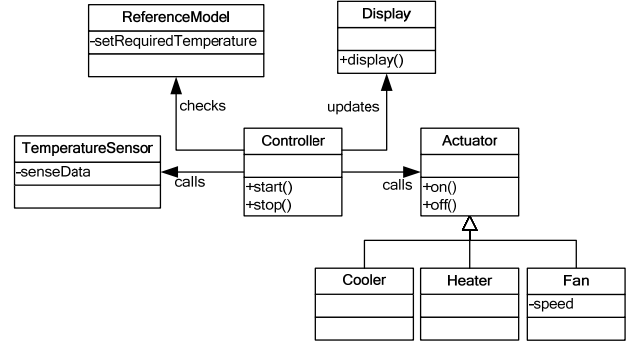 ReferenceModel
-setRequiredTemperature
Display
+display()
checks
updates
TemperatureSensor
-senseData
Controller
+start()
+stop()
Actuator
+on()
+off()
calls
calls
Cooler
Heater
Fan
-speed